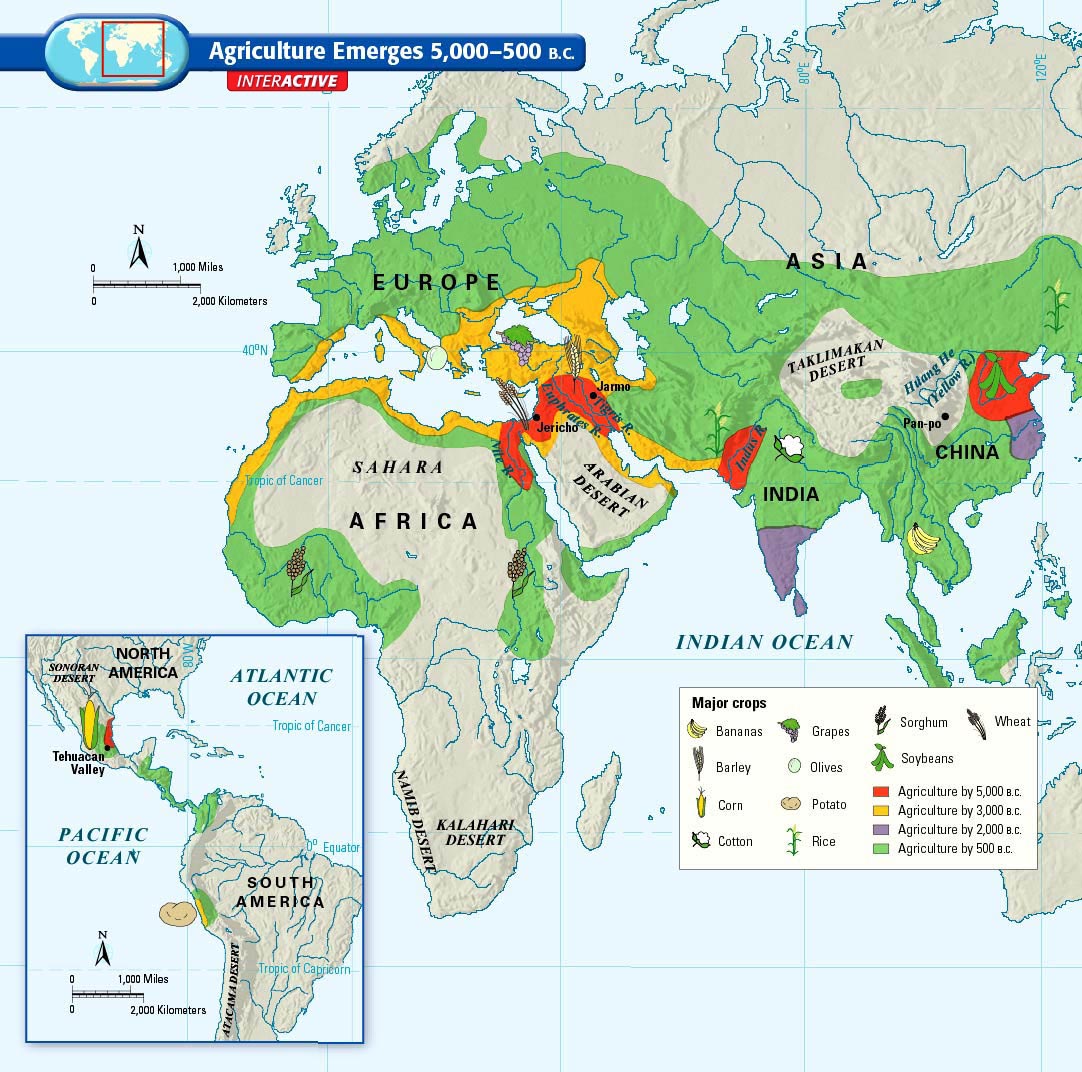 Agriculture Emerges 5,000–500 B.C.
INTERACTIVE
80°E
120°E
N
0 1,000 Miles
0 2,000 Kilometers
40°N
EUROPE
ASIA
TAKLIMAKAN
DESERT
Huang He
(Yellow R.)
Jarmo
Tigris R.
Euphrates R.
Jericho
Nile R.
Indus R.
Pan-po
CHINA
SAHARA
Tropic of Cancer
ARABIAN
DESERT
INDIA
AFRICA
INDIAN OCEAN
NAMIB DESERT
KALAHARI
DESERT
NORTH
AMERICA
80°W
SONORAN
DESERT
ATLANTIC
OCEAN
Tropic of Cancer
Tehuacan
Valley
PACIFIC
OCEAN
0° Equator
SOUTH
AMERICA
N
0 1,000 Miles
0 2,000 Kilometers
ATACAMA DESERT
Tropic of Capricorn
Major crops
Bananas
Barley
Corn
Cotton
Grapes
Olives
Potato
Rice
Sorghum
Wheat
Soybeans
Agriculture by 5,000 B.C.
Agriculture by 3,000 B.C.
Agriculture by 2,000 B.C.
Agriculture by 500 B.C.